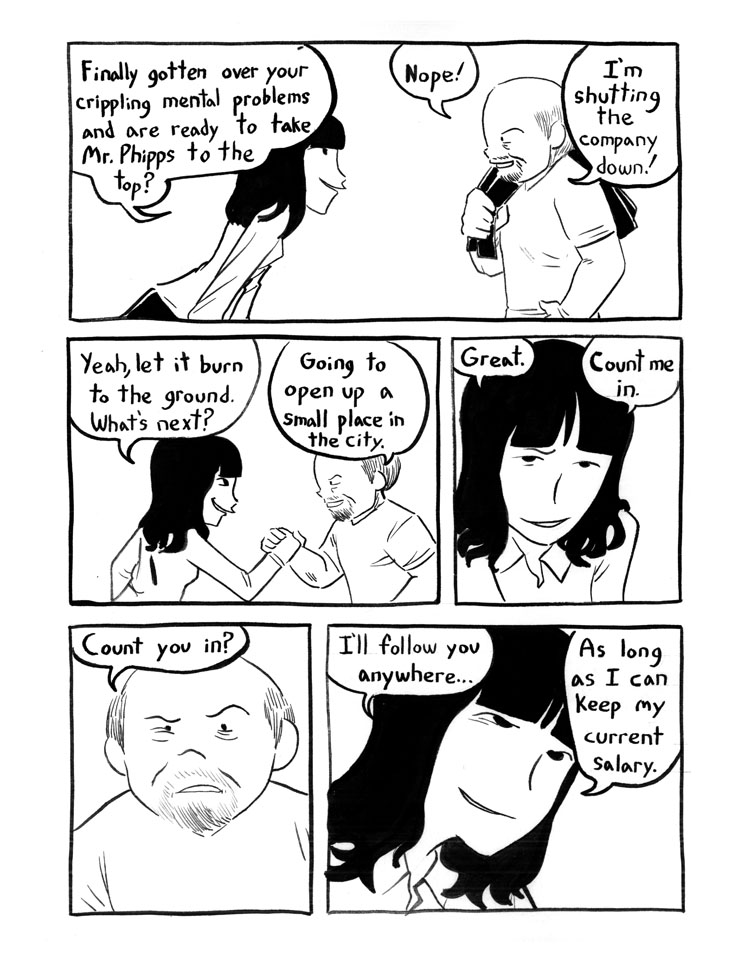 Finally gotten over your
crippling mental problems
and are ready to take
Mr. Phipps to the
top?
Nope!
I'm
shutting
the
company
down!
Yeah, let it burn
to the ground.
What's next?
Going to
open up a
small place in
the city.
Great.
Count me
in.
Count you in?
I'll follow you
anywhere...
As long
as I can
keep my
current
salary.